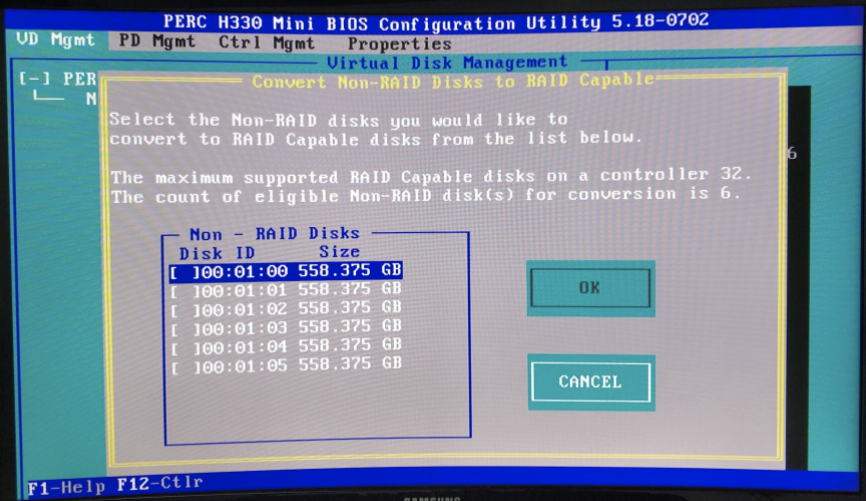 PERC H330 Mini BIOS Configuration Utility 5.18-0702
VD Mgmt PD Mgmt Ctrl Mgmt Properties
Virtual Disk Management
[-] PER
N
Convert Non-RAID Disks to RAID Capable
Select the Non-RAID disks you would like to
convert to RAID Capable disks from the list below.
6
The maximum supported RAID Capable disks on a controller 32.
The count of eligible Non-RAID disk(s) for conversion is 6.
Non - RAID Disks
Disk ID Size
[ ]00:01:00 558.375 GB
[ ]00:01:01 558.375 GB
[ ]00:01:02 558.375 GB
[ ]00:01:03 558.375 GB
[ ]00:01:04 558.375 GB
[ ]00:01:05 558.375 GB
OK
CANCEL
F1-Help F12-Ctlr
SAMSUNG